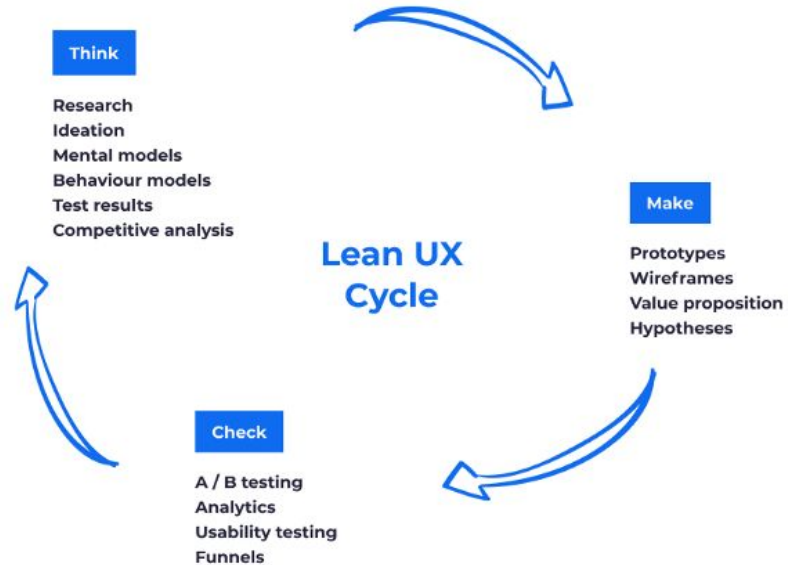 Think
Research
Ideation
Mental models
Behaviour models
Test results
Competitive analysis
Lean UX
Cycle
Make
Prototypes
Wireframes
Value proposition
Hypotheses
Check
A / B testing
Analytics
Usability testing
Funnels